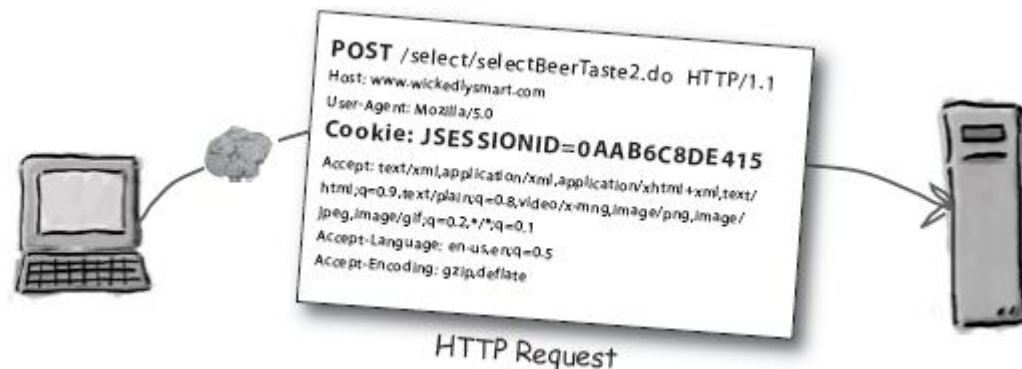 POST /select/selectBeerTaste2.do HTTP/1.1
Host: www.wickedlysmart.com
User-Agent: Mozilla/5.0
Cookie: JSESSIONID=0AAB6C8DE415
Accept: text/xml,application/xml,application/xhtml+xml,text/
html;q=0.9,text/plain;q=0.8,video/x-mng,image/png,image/
jpeg,image/gif;q=0.2,*/*;q=0.1
Accept-Language: en-us,en;q=0.5
Accept-Encoding: gzip,deflate
HTTP Request